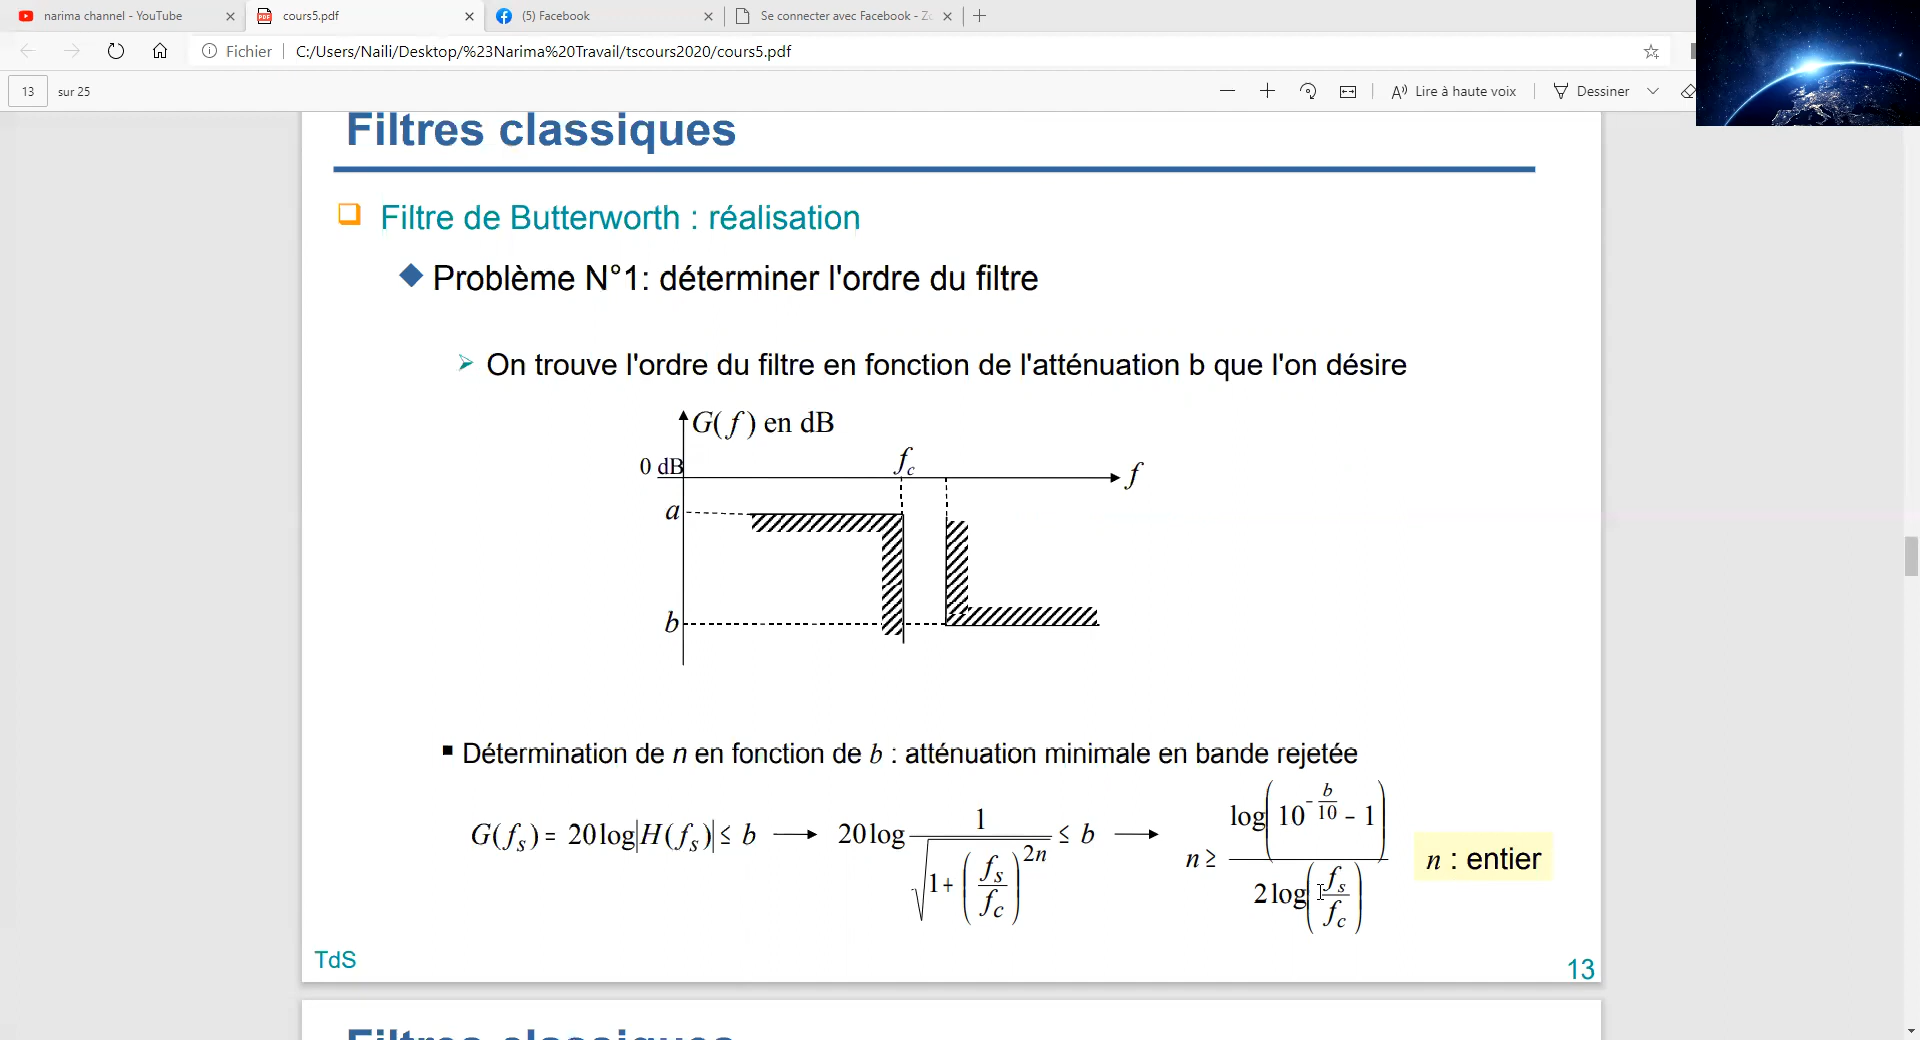 narima channel - YouTube
cours5.pdf
(5) Facebook
Se connecter avec Facebook - Zo
Fichier
C:/Users/Naili/Desktop/%23Narima%20Travail/tscours2020/cours5.pdf
13
sur 25
Lire à haute voix
Dessiner
Filtres classiques
Filtre de Butterworth : réalisation
Problème N°1: déterminer l'ordre du filtre
On trouve l'ordre du filtre en fonction de l'atténuation b que l'on désire
G(f) en dB
0 dB
f_c
f
a
b
Détermination de n en fonction de b : atténuation minimale en bande rejetée
G(f_s) = 20log|H(f_s)| ≤ b → 20log 1/√(1+(f_s/f_c)^2n) ≤ b → n ≥ log(10^(-b/10) - 1)/(2log(f_s/f_c))
n : entier
TdS
13
Filtres classiques